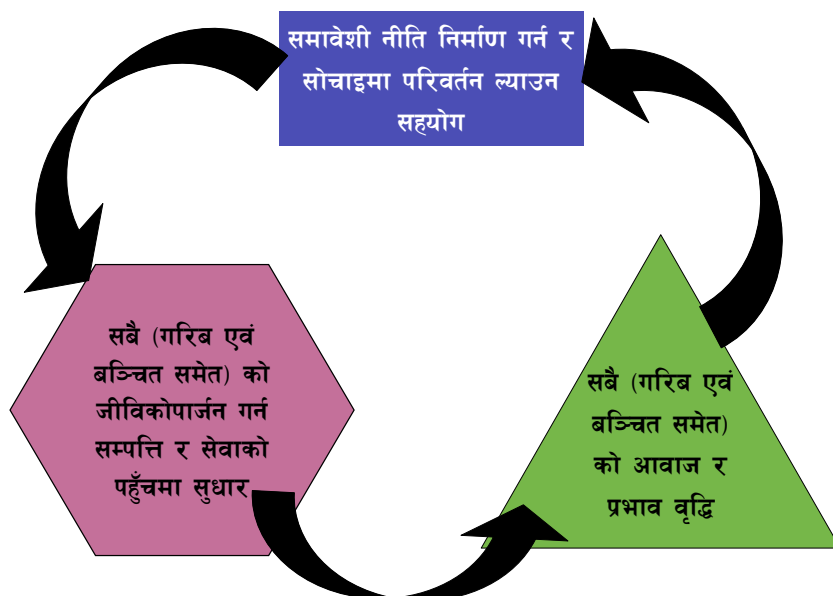 समावेशी नीति निर्माण गर्न र
सोचाइमा परिवर्तन ल्याउन
सहयोग
सबै (गरिब एवं
बञ्चित समेत) को
जीविकोपार्जन गर्न
सम्पत्ति र सेवाको
पहुँचमा सुधार
सबै (गरिब एवं
बञ्चित समेत)
को आवाज र
प्रभाव वृद्धि